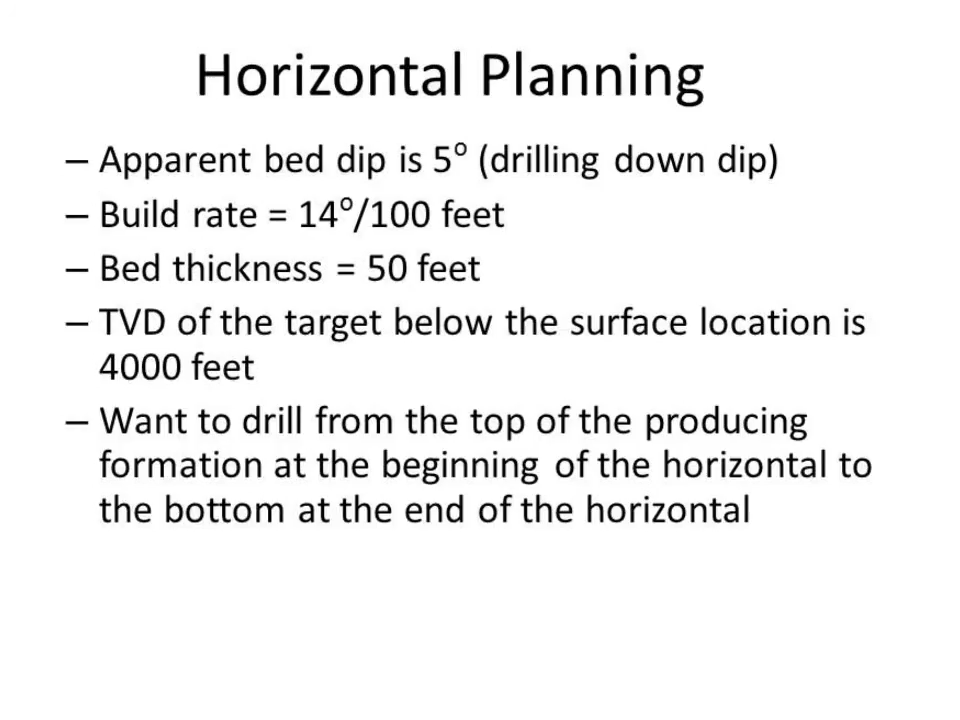 Horizontal Planning
– Apparent bed dip is 5° (drilling down dip)
– Build rate = 14°/100 feet
– Bed thickness = 50 feet
– TVD of the target below the surface location is
4000 feet
– Want to drill from the top of the producing
formation at the beginning of the horizontal to
the bottom at the end of the horizontal